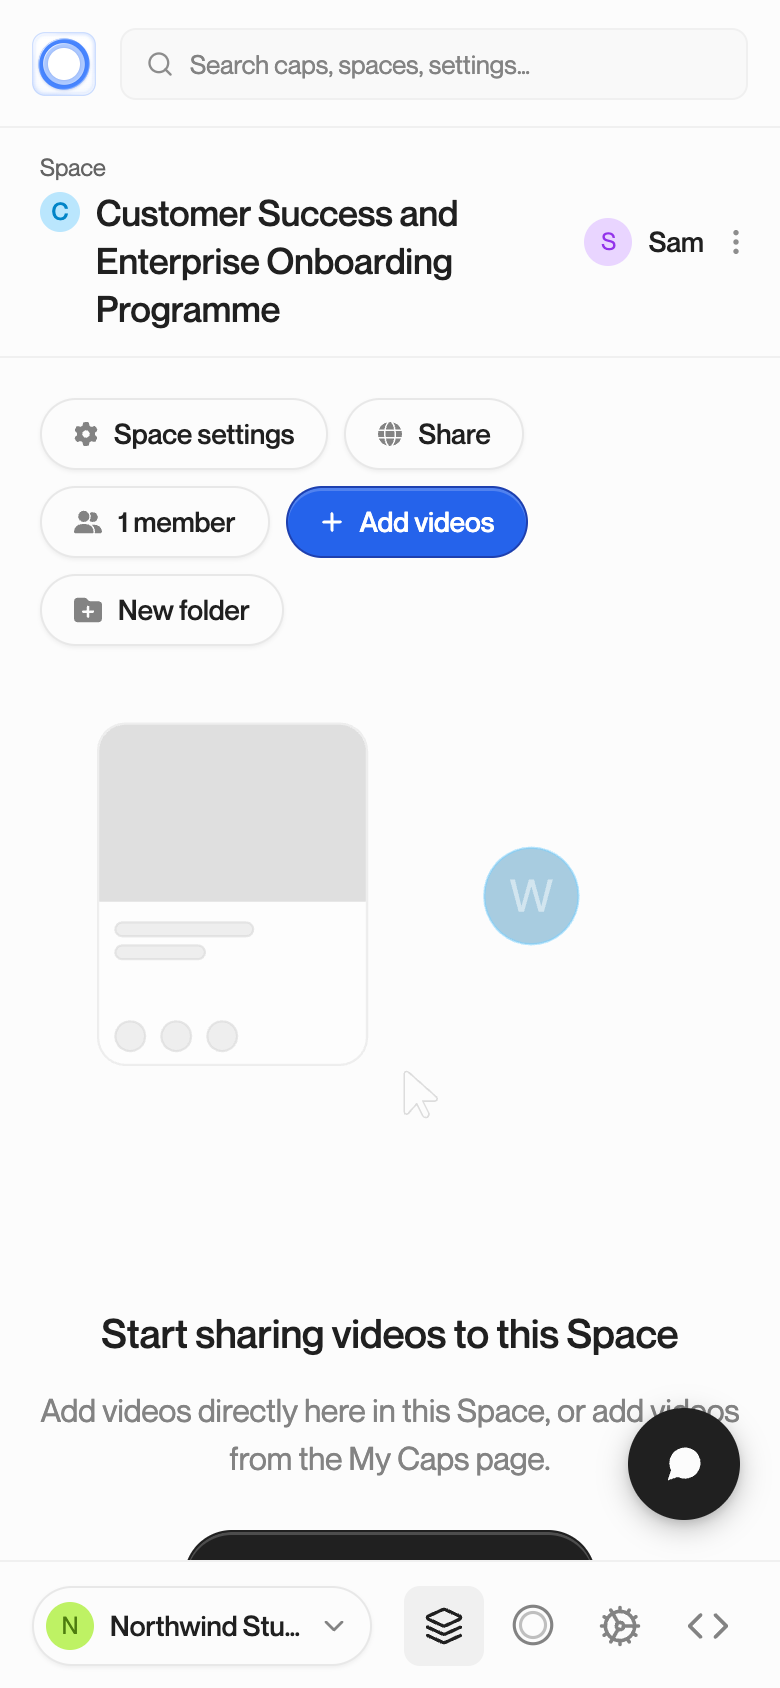 Search caps, spaces, settings...
Space
C
Customer Success and
Enterprise Onboarding
Programme
S
Sam
Space settings
Share
1 member
Add videos
New folder
W
Start sharing videos to this Space
Add videos directly here in this Space, or add videos
from the My Caps page.
N
Northwind Stu...